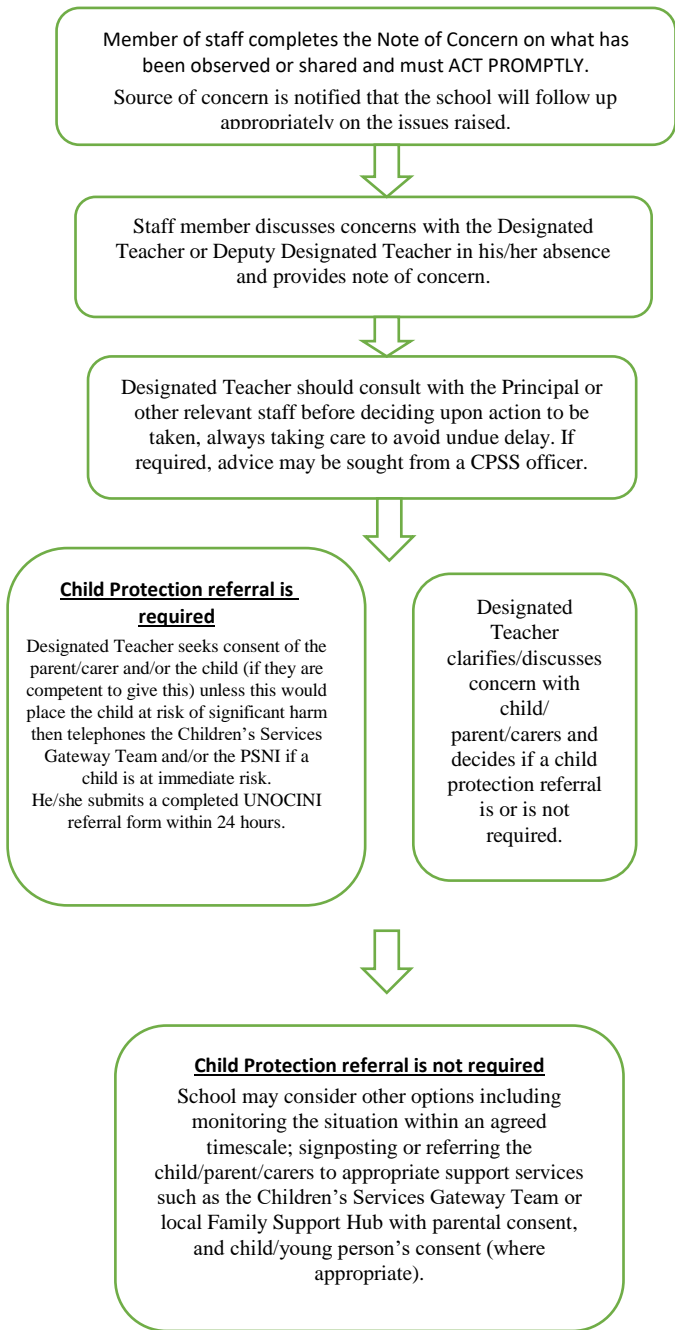 Member of staff completes the Note of Concern on what has
been observed or shared and must ACT PROMPTLY.
Source of concern is notified that the school will follow up
appropriately on the issues raised.
Staff member discusses concerns with the Designated
Teacher or Deputy Designated Teacher in his/her absence
and provides note of concern.
Designated Teacher should consult with the Principal or
other relevant staff before deciding upon action to be
taken, always taking care to avoid undue delay. If
required, advice may be sought from a CPSS officer.
Child Protection referral is
required
Designated Teacher seeks consent of the
parent/carer and/or the child (if they are
competent to give this) unless this would
place the child at risk of significant harm
then telephones the Children's Services
Gateway Team and/or the PSNI if a
child is at immediate risk.
He/she submits a completed UNOCINI
referral form within 24 hours.
Designated
Teacher
clarifies/discusses
concern with
child/
parent/carers and
decides if a child
protection referral
is or is not
required.
Child Protection referral is not required
School may consider other options including
monitoring the situation within an agreed
timescale; signposting or referring the
child/parent/carers to appropriate support services
such as the Children's Services Gateway Team or
local Family Support Hub with parental consent,
and child/young person's consent (where
appropriate).